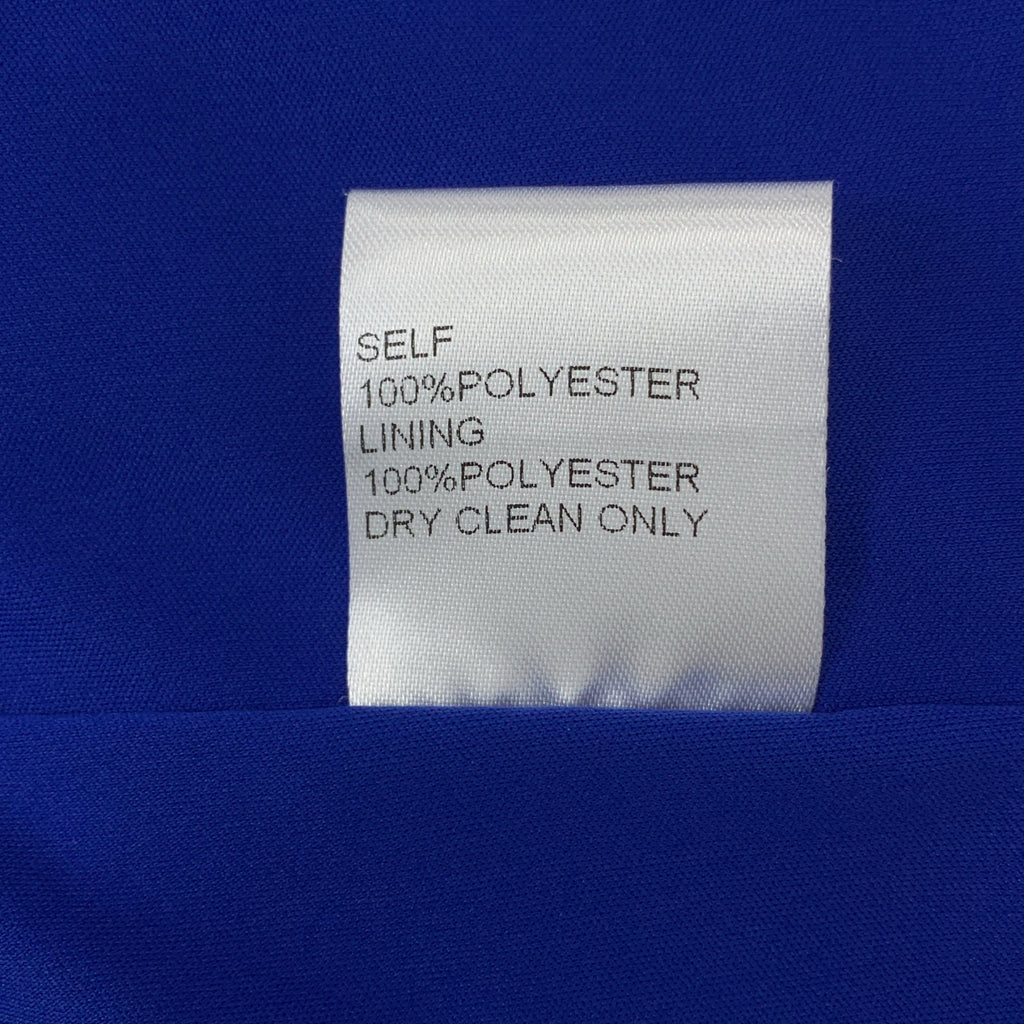 SELF
100%POLYESTER
LINING
100%POLYESTER
DRY CLEAN ONLY